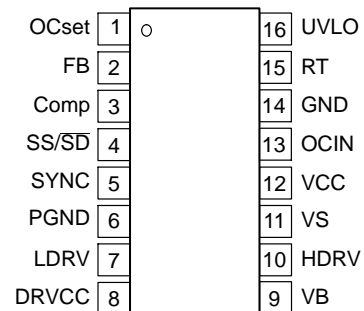 OCset 1 16 UVLO
FB 2 15 RT
Comp 3 14 GND
SS/SD 4 13 OCIN
SYNC 5 12 VCC
PGND 6 11 VS
LDRV 7 10 HDRV
DRVCC 8 9 VB